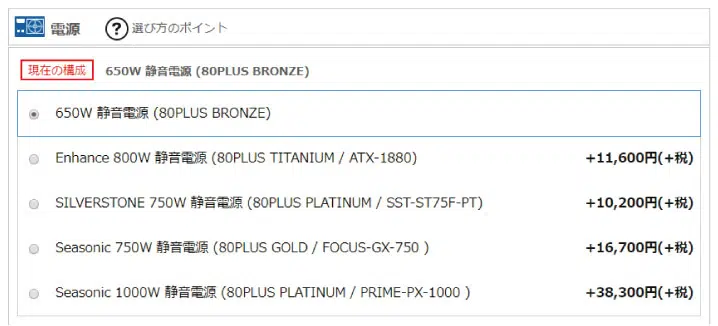 電源 ? 選び方のポイント
現在の構成 650W 静音電源 (80PLUS BRONZE)
650W 静音電源 (80PLUS BRONZE)
Enhance 800W 静音電源 (80PLUS TITANIUM / ATX-1880) +11,600円(+税)
SILVERSTONE 750W 静音電源 (80PLUS PLATINUM / SST-ST75F-PT) +10,200円(+税)
Seasonic 750W 静音電源 (80PLUS GOLD / FOCUS-GX-750 ) +16,700円(+税)
Seasonic 1000W 静音電源 (80PLUS PLATINUM / PRIME-PX-1000 ) +38,300円(+税)